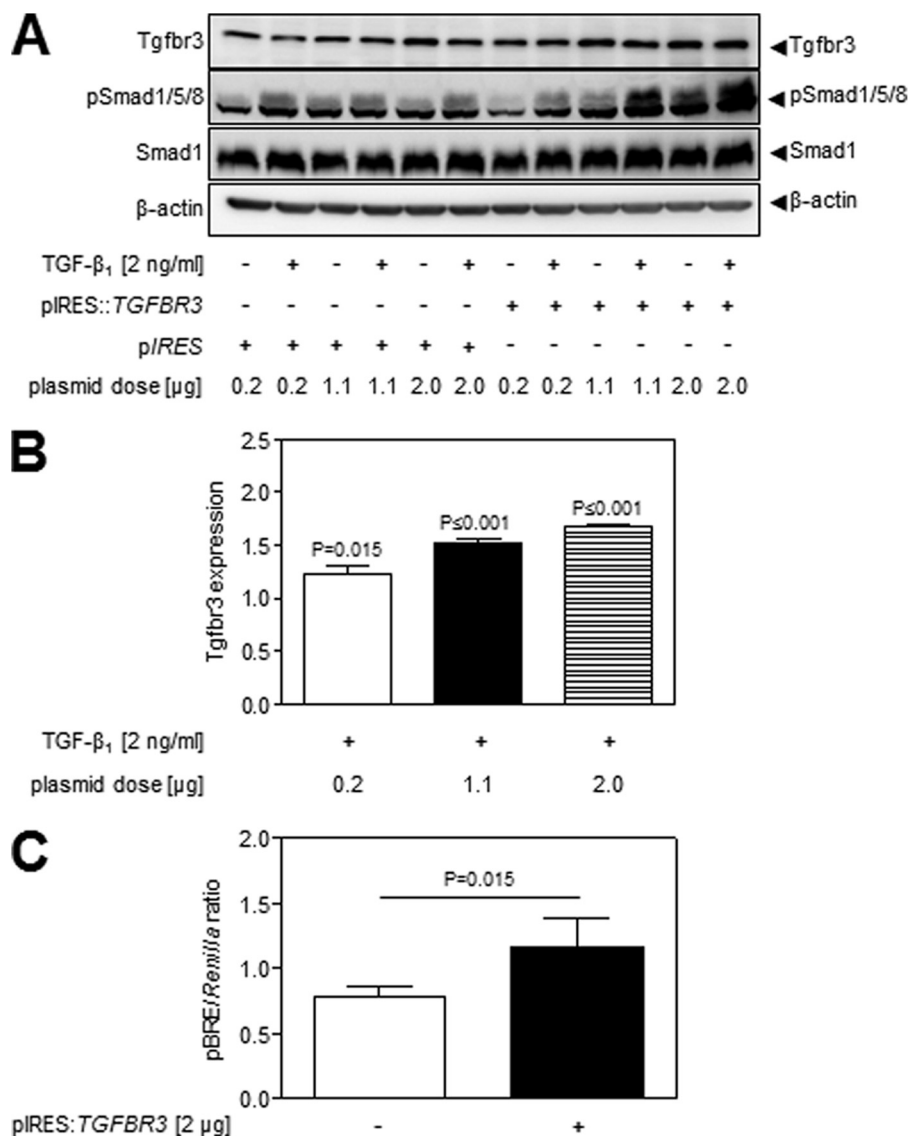 A
Tgfbr3 ◄Tgfbr3
pSmad1/5/8 ◄pSmad1/5/8
Smad1 ◄Smad1
β-actin ◄β-actin
TGF-β₁ [2 ng/ml] - + - + - + - + - + - +
pIRES::TGFBR3 - - - - - - + + + + + +
pIRES + + + + + + - - - - - -
plasmid dose [µg] 0.2 0.2 1.1 1.1 2.0 2.0 0.2 0.2 1.1 1.1 2.0 2.0
B
Tgfbr3 expression
2.5
2.0
1.5
1.0
0.5
0.0
P=0.015 P≤0.001 P≤0.001
TGF-β₁ [2 ng/ml] + + +
plasmid dose [µg] 0.2 1.1 2.0
C
pBRE/Renilla ratio
2.0
1.5
1.0
0.5
0.0
P=0.015
pIRES:TGFBR3 [2 µg] - +